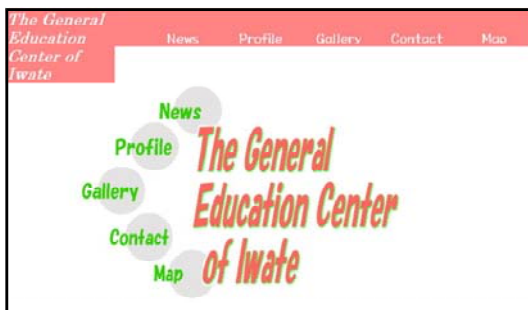 The General
Education
Center of
Iwate
News Profile Gallery Contact Map
News
Profile
Gallery
Contact
Map
The General
Education Center
of Iwate